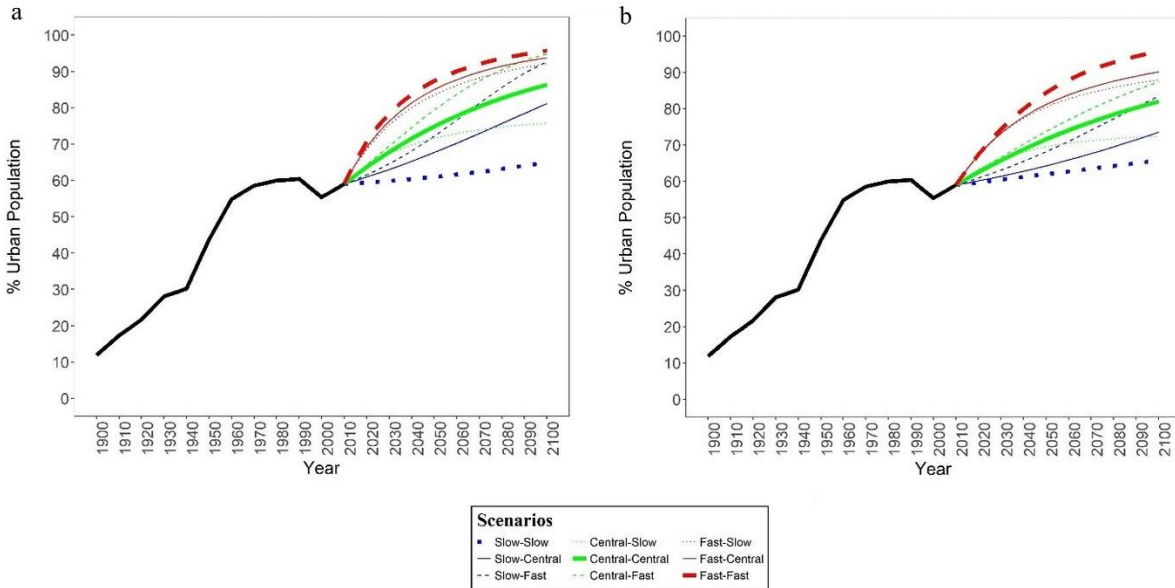 a
100
90
80
70
60
50
40
30
20
10
0
% Urban Population
1900 1910 1920 1930 1940 1950 1960 1970 1980 1990 2000 2010 2020 2030 2040 2050 2060 2070 2080 2090 2100
Year
b
100
90
80
70
60
50
40
30
20
10
0
% Urban Population
1900 1910 1920 1930 1940 1950 1960 1970 1980 1990 2000 2010 2020 2030 2040 2050 2060 2070 2080 2090 2100
Year
Scenarios
Slow-Slow Central-Slow Fast-Slow
Slow-Central Central-Central Fast-Central
Slow-Fast Central-Fast Fast-Fast